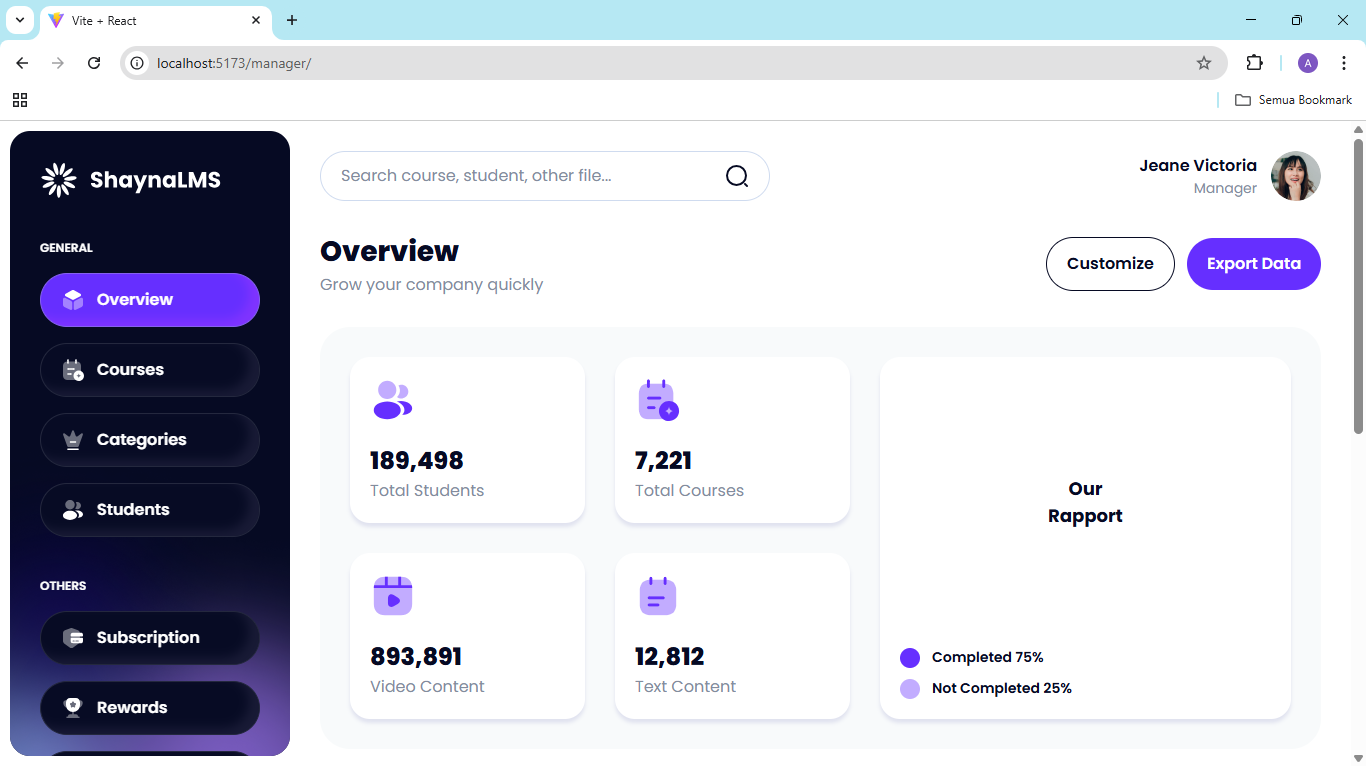 Vite + React
localhost:5173/manager/
A
Semua Bookmark
ShaynaLMS
GENERAL
Overview
Courses
Categories
Students
OTHERS
Subscription
Rewards
Search course, student, other file...
Jeane Victoria
Manager
Overview
Grow your company quickly
Customize
Export Data
189,498
Total Students
7,221
Total Courses
893,891
Video Content
12,812
Text Content
Our
Rapport
Completed 75%
Not Completed 25%